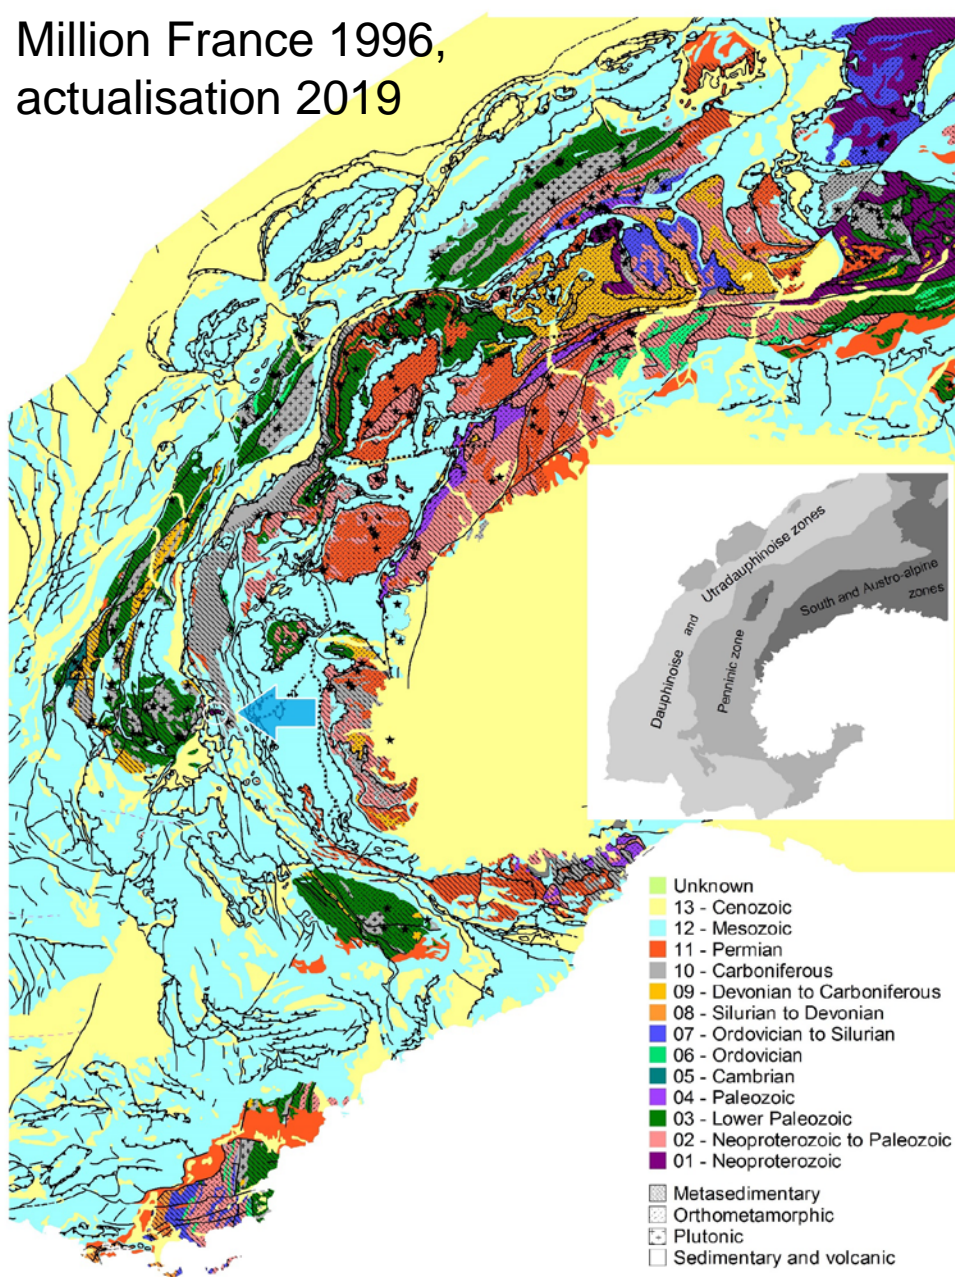 Million France 1996,
actualisation 2019
Utradauphinoise zones
and
Dauphinoise
Penninic zone
South and Austro-alpine
zones
Unknown
13 - Cenozoic
12 - Mesozoic
11 - Permian
10 - Carboniferous
09 - Devonian to Carboniferous
08 - Silurian to Devonian
07 - Ordovician to Silurian
06 - Ordovician
05 - Cambrian
04 - Paleozoic
03 - Lower Paleozoic
02 - Neoproterozoic to Paleozoic
01 - Neoproterozoic
Metasedimentary
Orthometamorphic
Plutonic
Sedimentary and volcanic